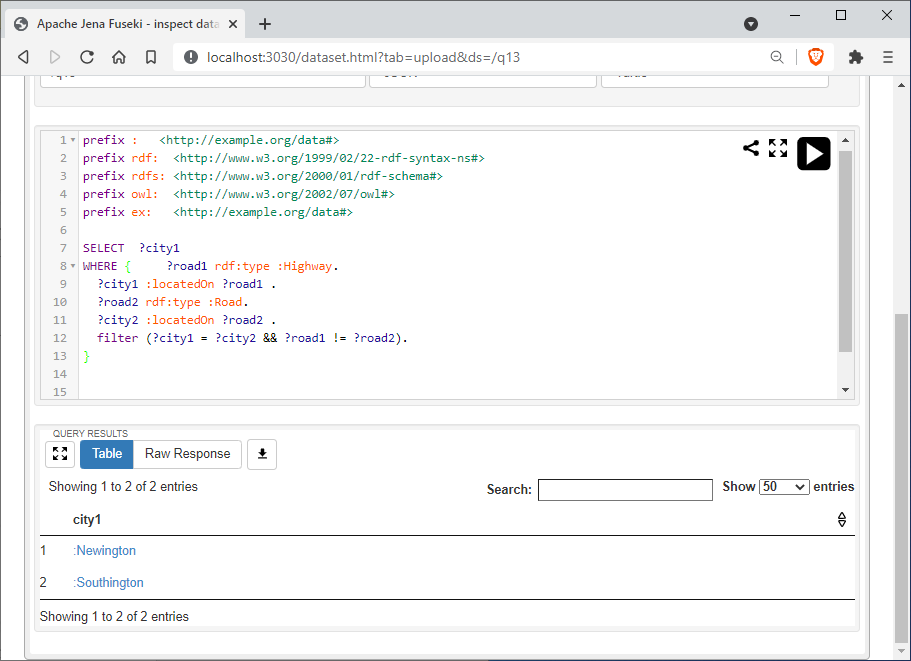 Apache Jena Fuseki - inspect data
localhost:3030/dataset.html?tab=upload&ds=/q13
1 prefix :   <http://example.org/data#>
2 prefix rdf:  <http://www.w3.org/1999/02/22-rdf-syntax-ns#>
3 prefix rdfs: <http://www.w3.org/2000/01/rdf-schema#>
4 prefix owl:  <http://www.w3.org/2002/07/owl#>
5 prefix ex:   <http://example.org/data#>
6
7 SELECT  ?city1
8 WHERE {     ?road1 rdf:type :Highway.
9   ?city1 :locatedOn ?road1 .
10   ?road2 rdf:type :Road.
11   ?city2 :locatedOn ?road2 .
12   filter (?city1 = ?city2 && ?road1 != ?road2).
13 }
14
15
QUERY RESULTS
Table Raw Response
Showing 1 to 2 of 2 entries
Search: Show 50 entries
city1
1 :Newington
2 :Southington
Showing 1 to 2 of 2 entries